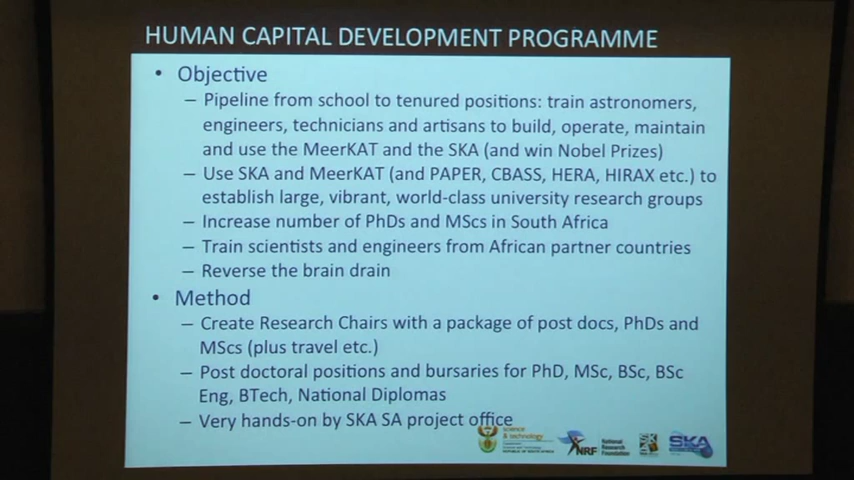 HUMAN CAPITAL DEVELOPMENT PROGRAMME
• Objective
– Pipeline from school to tenured positions: train astronomers,
engineers, technicians and artisans to build, operate, maintain
and use the MeerKAT and the SKA (and win Nobel Prizes)
– Use SKA and MeerKAT (and PAPER, CBASS, HERA, HIRAX etc.) to
establish large, vibrant, world-class university research groups
– Increase number of PhDs and MScs in South Africa
– Train scientists and engineers from African partner countries
– Reverse the brain drain
• Method
– Create Research Chairs with a package of post docs, PhDs and
MScs (plus travel etc.)
– Post doctoral positions and bursaries for PhD, MSc, BSc, BSc
Eng, BTech, National Diplomas
– Very hands-on by SKA SA project office
science
& technology
REPUBLIC OF SOUTH AFRICA
NRF
National
Research
Foundation
SKA